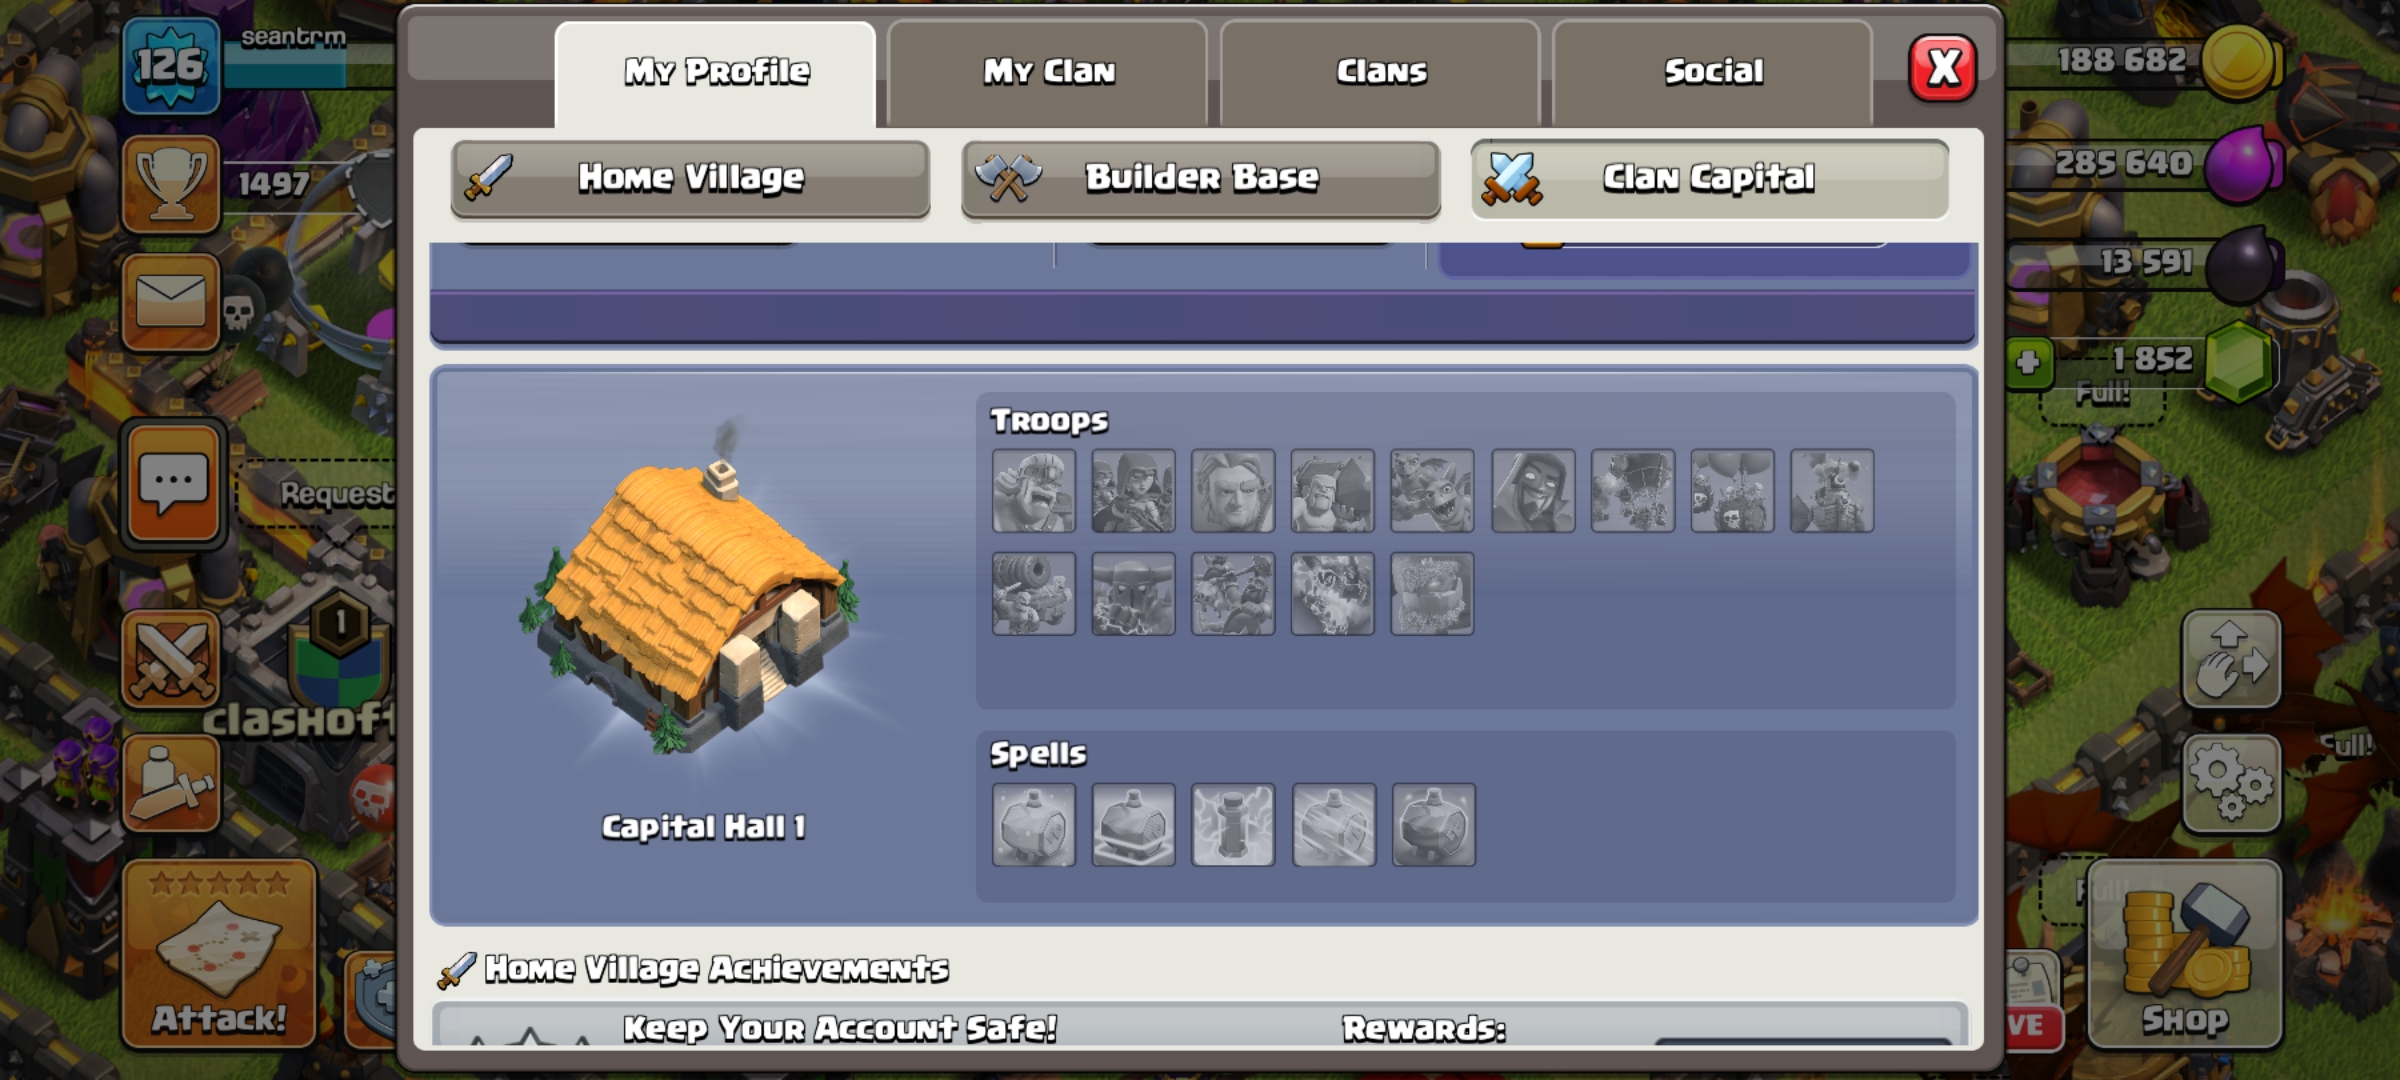 126
seantrm
My Profile
My Clan
Clans
Social
X
188 682
1497
Home Village
Builder Base
Clan Capital
285 640
13 591
1 852
Full!
Troops
Request
1
clashoft
Full!
Spells
Capital Hall 1
Full!
Home Village Achievements
Attack!
Keep Your Account Safe!
Rewards:
VE
Shop